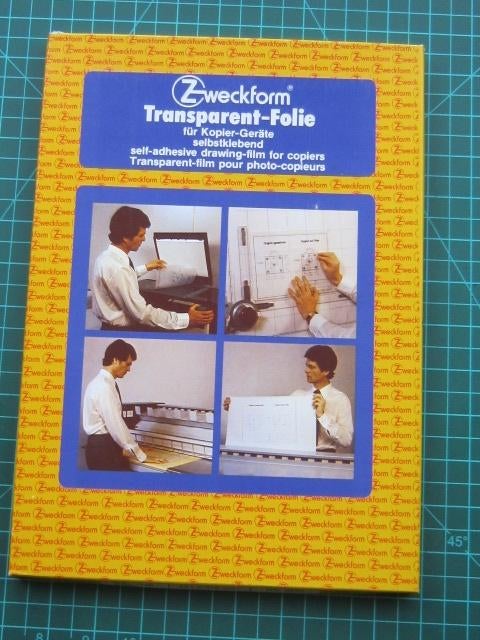 Zweckform®
Transparent-Folie
für Kopier-Geräte
selbstklebend
self-adhesive drawing-film for copiers
Transparent-film pour photo-copieurs
45°